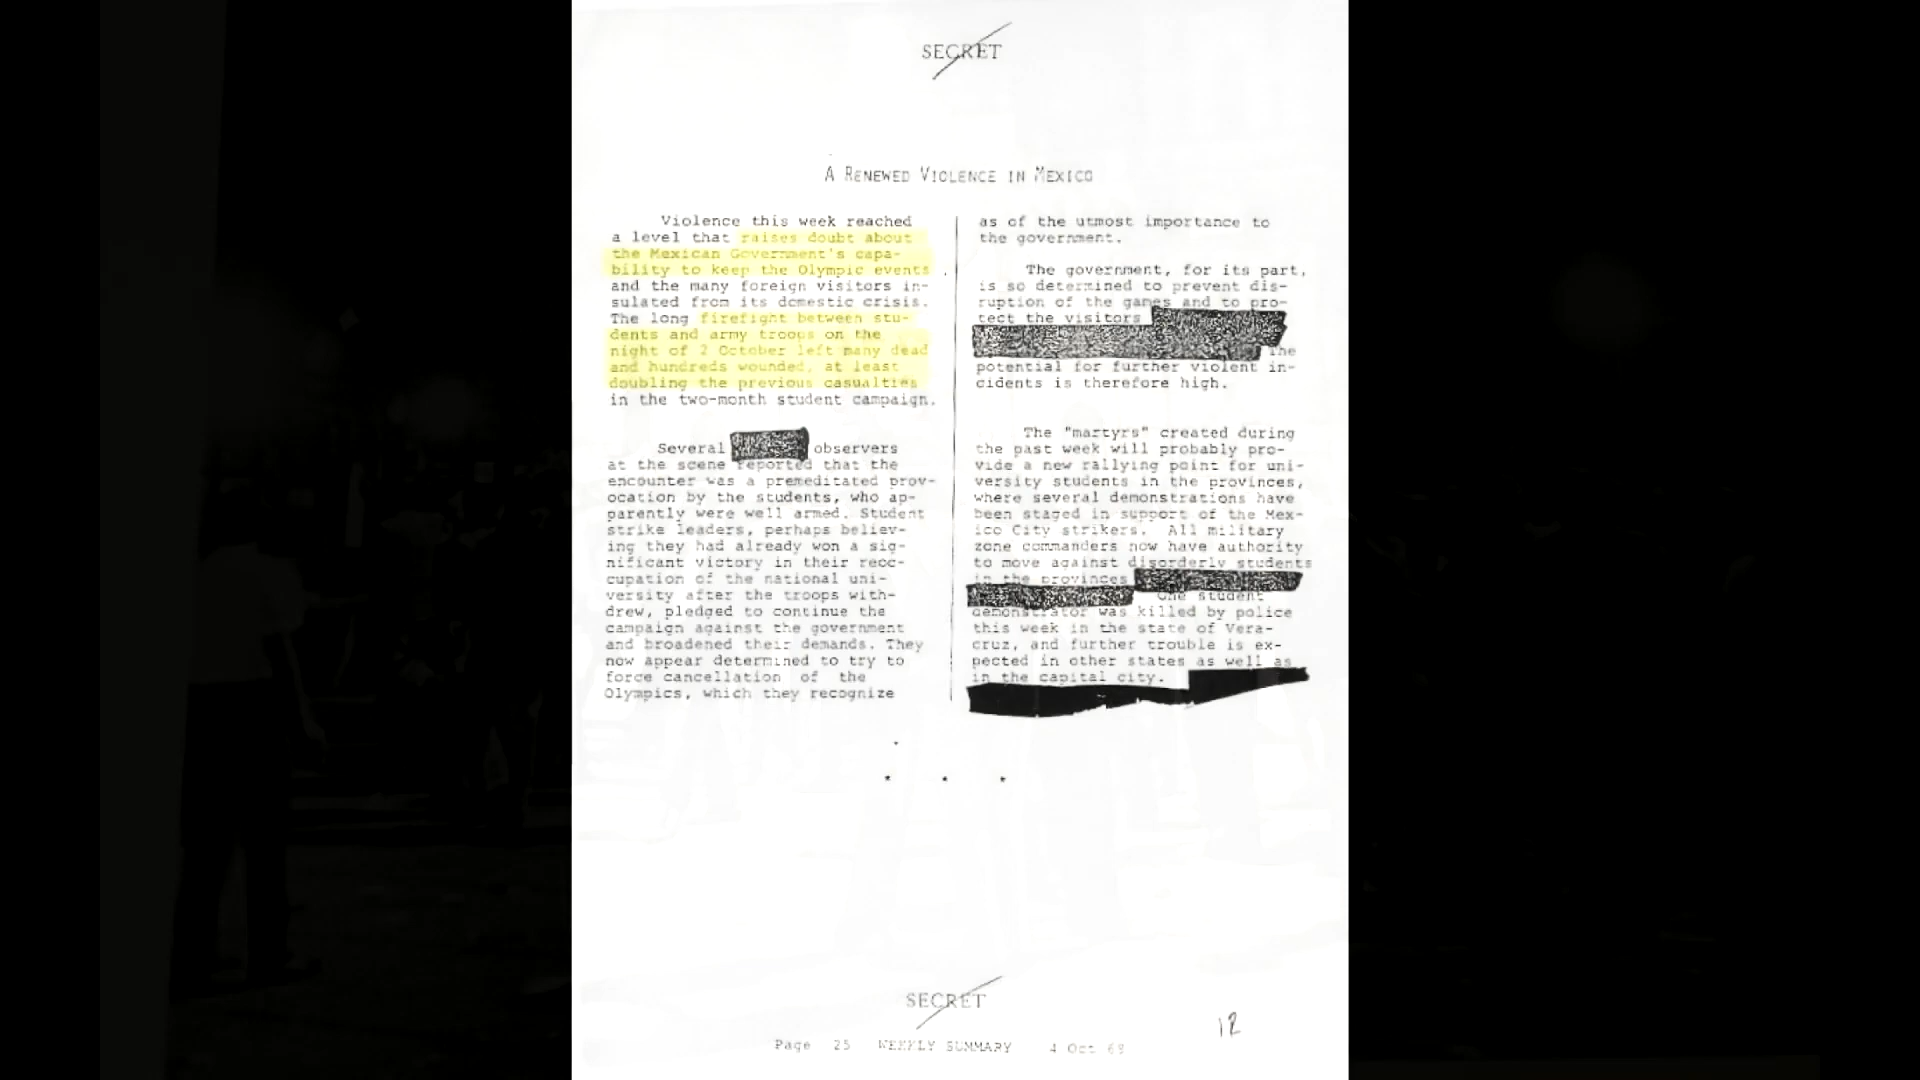 SECRET
A RENEWED VIOLENCE IN MEXICO
Violence this week reached
a level that raises doubt about
the Mexican Government's capa-
bility to keep the Olympic events
and the many foreign visitors in-
sulated from its domestic crisis.
The long firefight between stu-
dents and army troops on the
night of 2 October left many dead
and hundreds wounded, at least
doubling the previous casualties
in the two-month student campaign.
Several observers
at the scene reported that the
encounter was a premeditated prov-
ocation by the students, who ap-
parently were well armed. Student
strike leaders, perhaps believ-
ing they had already won a sig-
nificant victory in their reoc-
cupation of the national uni-
versity after the troops with-
drew, pledged to continue the
campaign against the government
and broadened their demands. They
now appear determined to try to
force cancellation of the
Olympics, which they recognize
as of the utmost importance to
the government.
The government, for its part,
is so determined to prevent dis-
ruption of the games and to pro-
tect the visitors
The
potential for further violent in-
cidents is therefore high.
The "martyrs" created during
the past week will probably pro-
vide a new rallying point for uni-
versity students in the provinces,
where several demonstrations have
been staged in support of the Mex-
ico City strikers. All military
zone commanders now have authority
to move against disorderly students
in the provinces
One student
demonstrator was killed by police
this week in the state of Vera-
cruz, and further trouble is ex-
pected in other states as well as
in the capital city.
SECRET
12
Page 25 WEEKLY SUMMARY 4 Oct 68